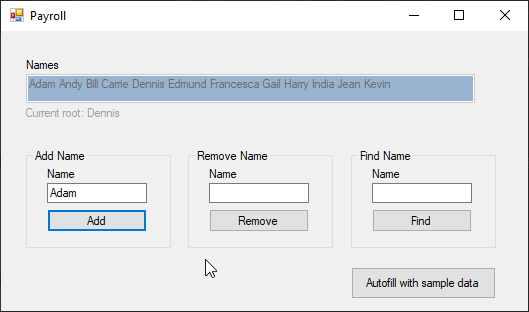 Payroll
Names
Adam Andy Bill Carrie Dennis Edmund Francesca Gail Harry India Jean Kevin
Current root: Dennis
Add Name
Remove Name
Find Name
Name
Name
Name
Adam
Add
Remove
Find
Autofill with sample data